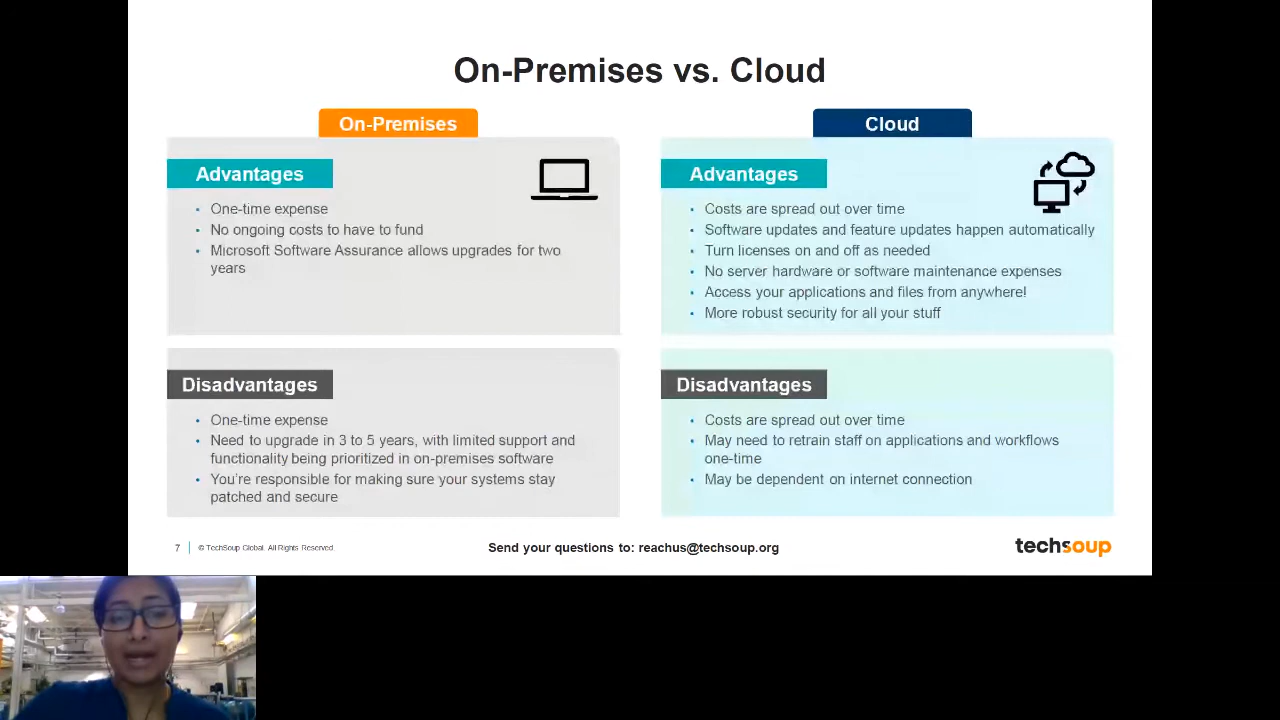 On-Premises vs. Cloud
On-Premises
Advantages
• One-time expense
• No ongoing costs to have to fund
• Microsoft Software Assurance allows upgrades for two
years
Disadvantages
• One-time expense
• Need to upgrade in 3 to 5 years, with limited support and
functionality being prioritized in on-premises software
• You're responsible for making sure your systems stay
patched and secure
Cloud
Advantages
• Costs are spread out over time
• Software updates and feature updates happen automatically
• Turn licenses on and off as needed
• No server hardware or software maintenance expenses
• Access your applications and files from anywhere!
• More robust security for all your stuff
Disadvantages
• Costs are spread out over time
• May need to retrain staff on applications and workflows
one-time
• May be dependent on internet connection
7 | © TechSoup Global. All Rights Reserved.
Send your questions to: reachus@techsoup.org
techsoup